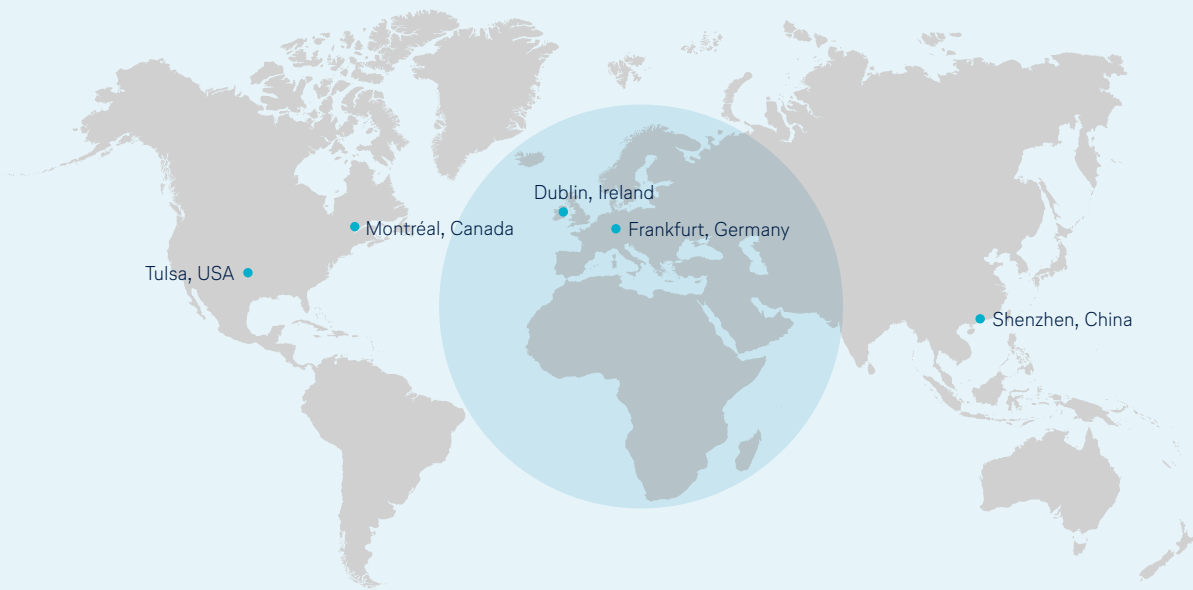 Dublin, Ireland
Montréal, Canada
Frankfurt, Germany
Tulsa, USA
Shenzhen, China